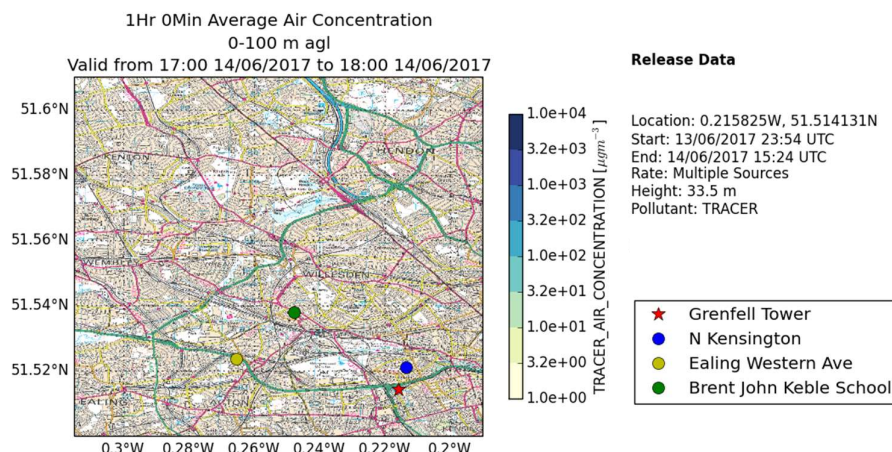 1Hr 0Min Average Air Concentration
0-100 m agl
Valid from 17:00 14/06/2017 to 18:00 14/06/2017
51.6°N
51.58°N
51.56°N
51.54°N
51.52°N
0.3°W 0.28°W 0.26°W 0.24°W 0.22°W 0.2°W
KENTON
HENDON
WEMBLEY
WILLESDEN
EALING
1.0e+04
3.2e+03
1.0e+03
3.2e+02
1.0e+02
3.2e+01
1.0e+01
3.2e+00
1.0e+00
TRACER_AIR_CONCENTRATION [μgm⁻³]
Release Data
Location: 0.215825W, 51.514131N
Start: 13/06/2017 23:54 UTC
End: 14/06/2017 15:24 UTC
Rate: Multiple Sources
Height: 33.5 m
Pollutant: TRACER
Grenfell Tower
N Kensington
Ealing Western Ave
Brent John Keble School